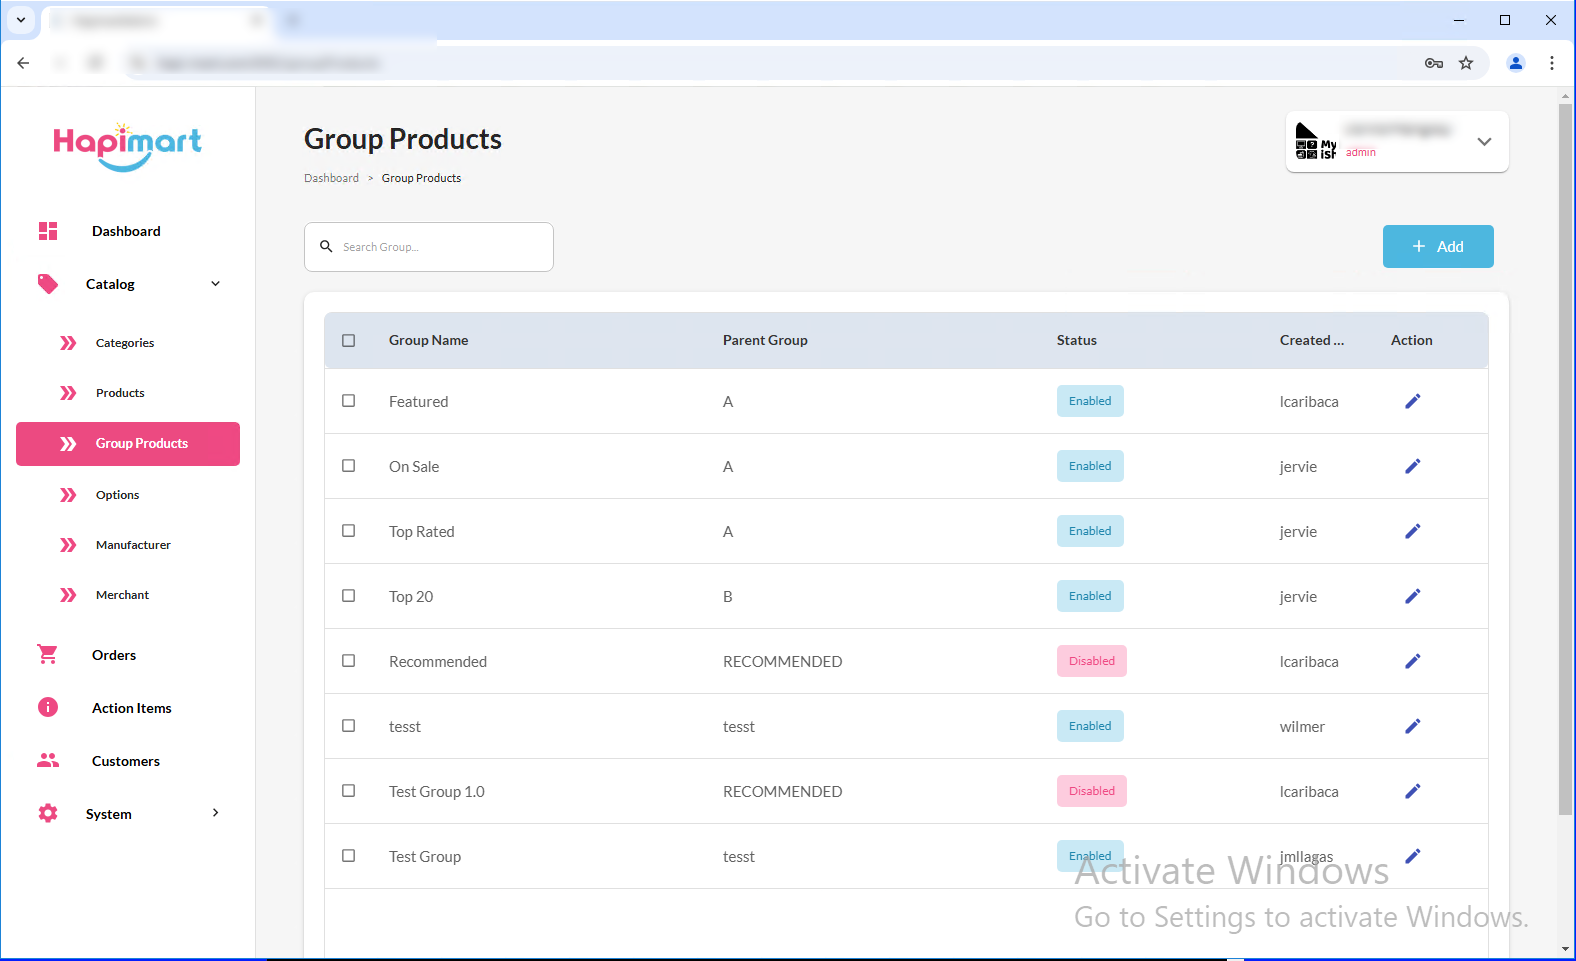 Hapimart
Group Products
Dashboard > Group Products
My
ish
admin
Search Group...
+ Add
Dashboard
Catalog
Categories
Products
Group Products
Options
Manufacturer
Merchant
Orders
Action Items
Customers
System
Group Name Parent Group Status Created ... Action
Featured A Enabled lcaribaca
On Sale A Enabled jervie
Top Rated A Enabled jervie
Top 20 B Enabled jervie
Recommended RECOMMENDED Disabled lcaribaca
tesst tesst Enabled wilmer
Test Group 1.0 RECOMMENDED Disabled lcaribaca
Test Group tesst Enabled jmllagas
Activate Windows
Go to Settings to activate Windows.